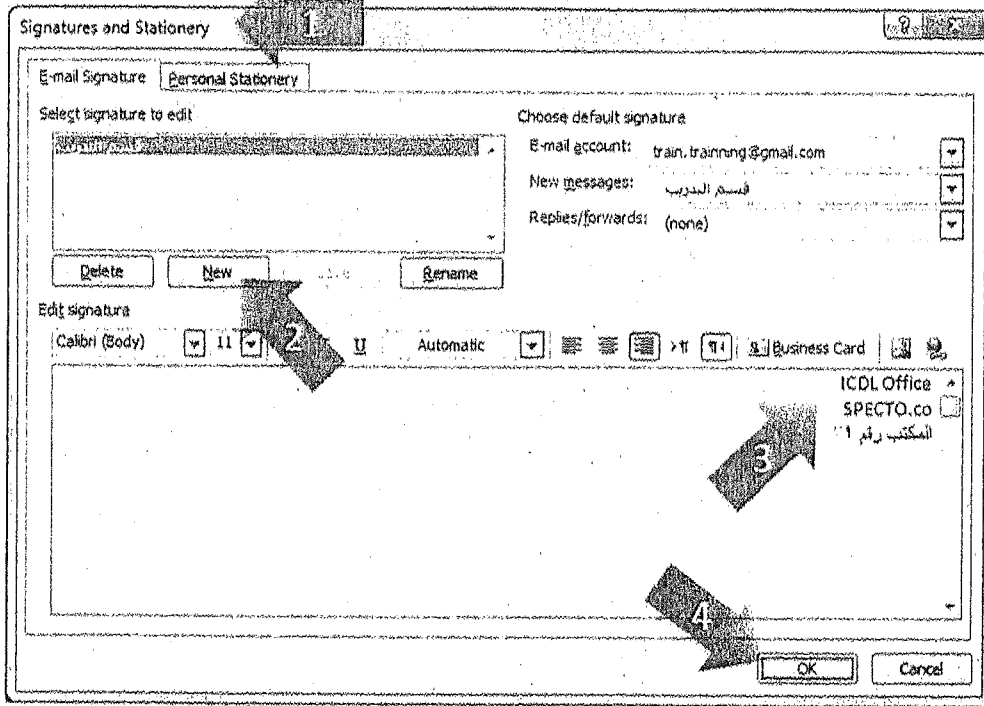 Signatures and Stationery
1
E-mail Signature
Personal Stationery
Select signature to edit
Choose default signature
E-mail account: train.trainning@gmail.com
New messages: قسم التدريب
Replies/forwards: (none)
Delete
New
Rename
Edit signature
2
Calibri (Body) 11 U Automatic Business Card
ICDL Office
SPECTO.co
المكتب رقم
3
4
OK
Cancel